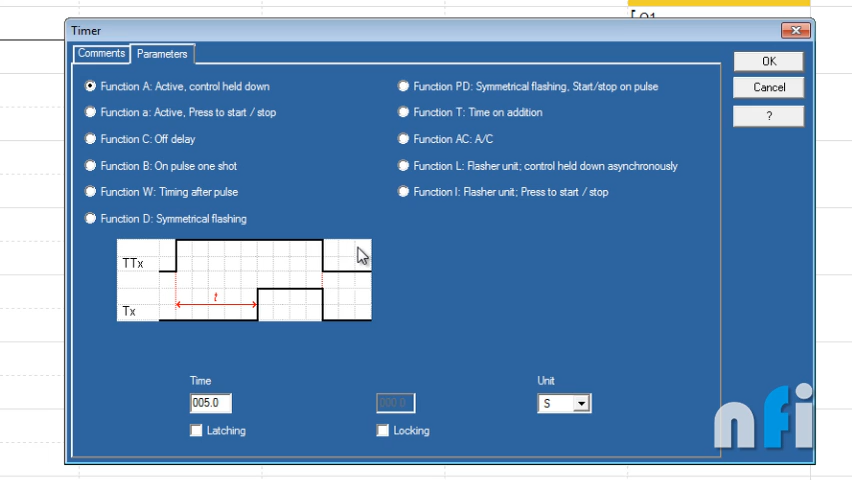 [ Q1
Timer
Comments
Parameters
OK
Cancel
?
Function A: Active, control held down
Function a: Active, Press to start / stop
Function C: Off delay
Function B: On pulse one shot
Function W: Timing after pulse
Function D: Symmetrical flashing
Function PD: Symmetrical flashing, Start/stop on pulse
Function T: Time on addition
Function AC: A/C
Function L: Flasher unit; control held down asynchronously
Function I: Flasher unit; Press to start / stop
TTx
t
Tx
Time
Unit
005.0
000.0
S
Latching
Locking
nfi